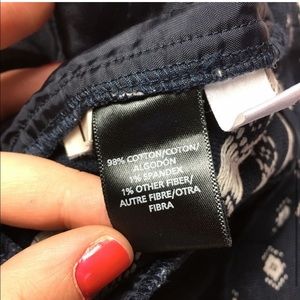 98% COTTON/COTON/
ALGODÓN
1% SPANDEX
1% OTHER FIBER/
AUTRE FIBRE/OTRA
FIBRA